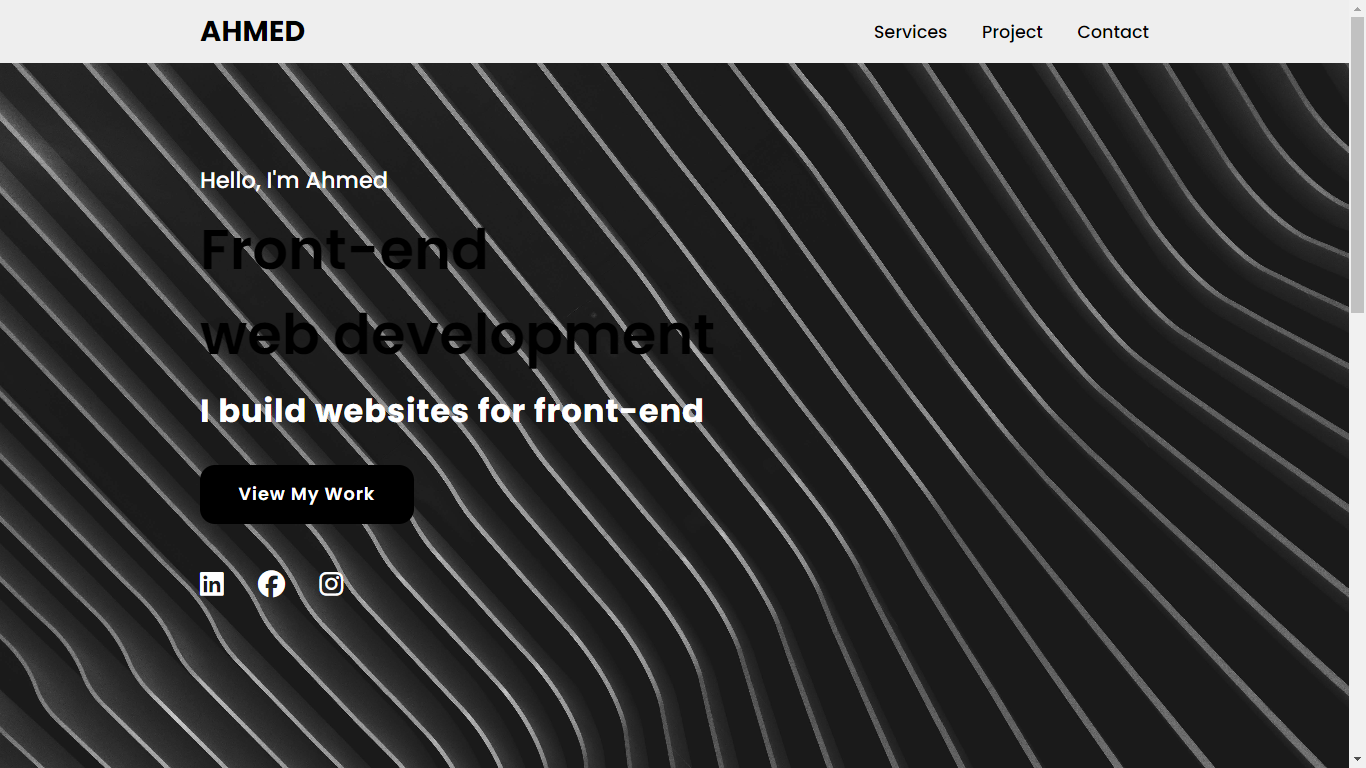 AHMED
Services Project Contact
Hello, I'm Ahmed
Front-end
web development
I build websites for front-end
View My Work